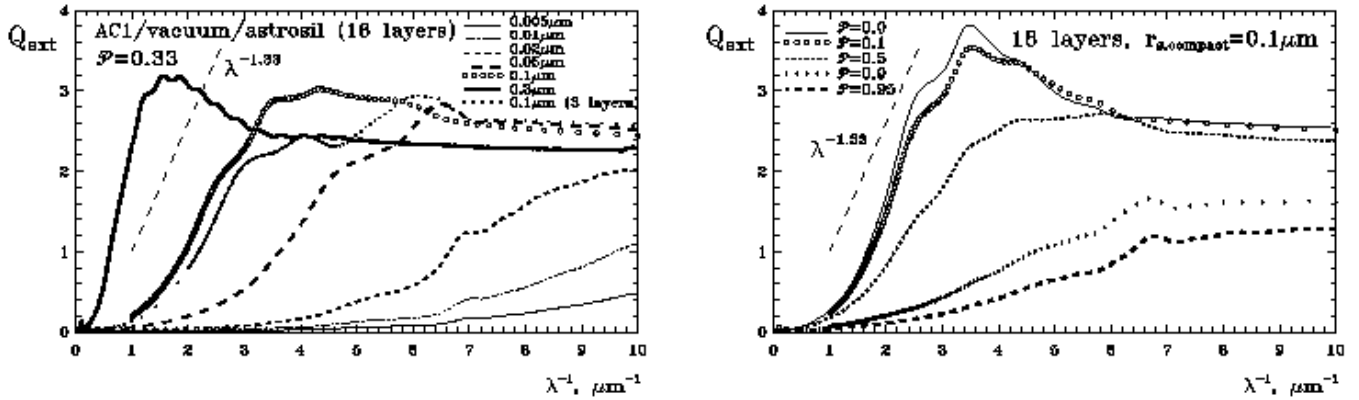 4
3
2
1
0
Q_ext
AC1/vacuum/astrosil (18 layers)
𝒫=0.33
λ^-1.33
0.005μm
0.01μm
0.02μm
0.05μm
0.1μm
0.3μm
0.1μm (3 layers)
0 1 2 3 4 5 6 7 8 9 10
λ^-1, μm^-1
4
3
2
1
0
Q_ext
𝒫=0.0
𝒫=0.1
𝒫=0.5
𝒫=0.9
𝒫=0.95
18 layers, r_s,compact=0.1μm
λ^-1.33
0 1 2 3 4 5 6 7 8 9 10
λ^-1, μm^-1